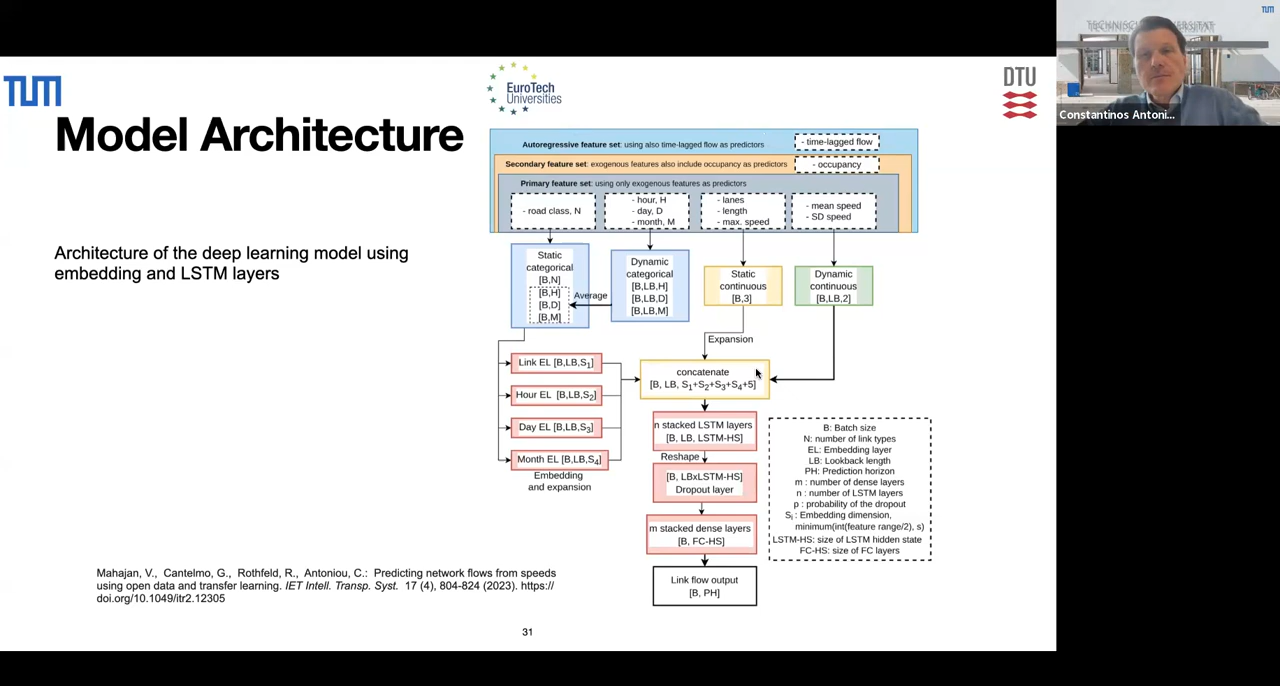 TUM
TECHNISCHE UNIVERSITÄT
Constantinos Antoni...
TUM
EuroTech
Universities
DTU
Model Architecture
Architecture of the deep learning model using
embedding and LSTM layers
Autoregressive feature set: using also time-lagged flow as predictors
- time-lagged flow
Secondary feature set: exogenous features also include occupancy as predictors
- occupancy
Primary feature set: using only exogenous features as predictors
- road class, N
- hour, H
- day, D
- month, M
- lanes
- length
- max. speed
- mean speed
- SD speed
Static
categorical
[B,N]
[B,H]
[B,D]
[B,M]
Average
Dynamic
categorical
[B,LB,H]
[B,LB,D]
[B,LB,M]
Static
continuous
[B,3]
Dynamic
continuous
[B,LB,2]
Expansion
Link EL [B,LB,S1]
Hour EL [B,LB,S2]
Day EL [B,LB,S3]
Month EL [B,LB,S4]
Embedding
and expansion
concatenate
[B, LB, S1+S2+S3+S4+5]
n stacked LSTM layers
[B, LB, LSTM-HS]
Reshape
[B, LBxLSTM-HS]
Dropout layer
m stacked dense layers
[B, FC-HS]
Link flow output
[B, PH]
B: Batch size
N: number of link types
EL: Embedding layer
LB: Lookback length
PH: Prediction horizon
m : number of dense layers
n : number of LSTM layers
p : probability of the dropout
Si : Embedding dimension,
minimum(int(feature range/2), s)
LSTM-HS: size of LSTM hidden state
FC-HS: size of FC layers
Mahajan, V., Cantelmo, G., Rothfeld, R., Antoniou, C.: Predicting network flows from speeds
using open data and transfer learning. IET Intell. Transp. Syst. 17 (4), 804-824 (2023). https://
doi.org/10.1049/itr2.12305
31